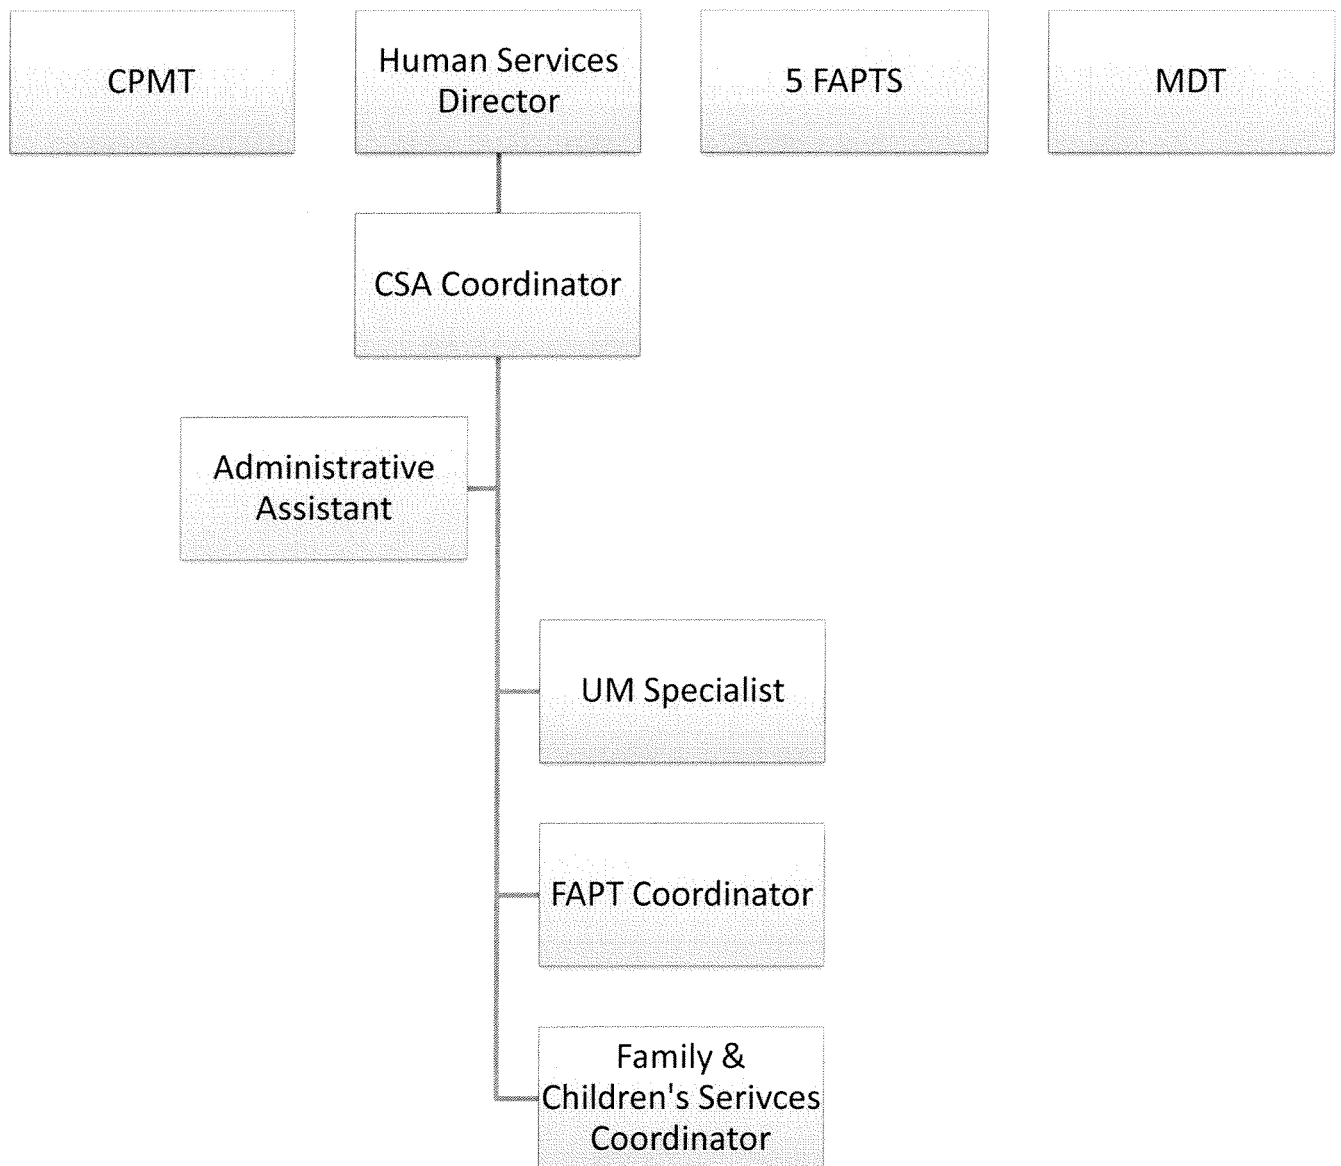 CPMT
Human Services
Director
5 FAPTS
MDT
CSA Coordinator
Administrative
Assistant
UM Specialist
FAPT Coordinator
Family &
Children's Serivces
Coordinator